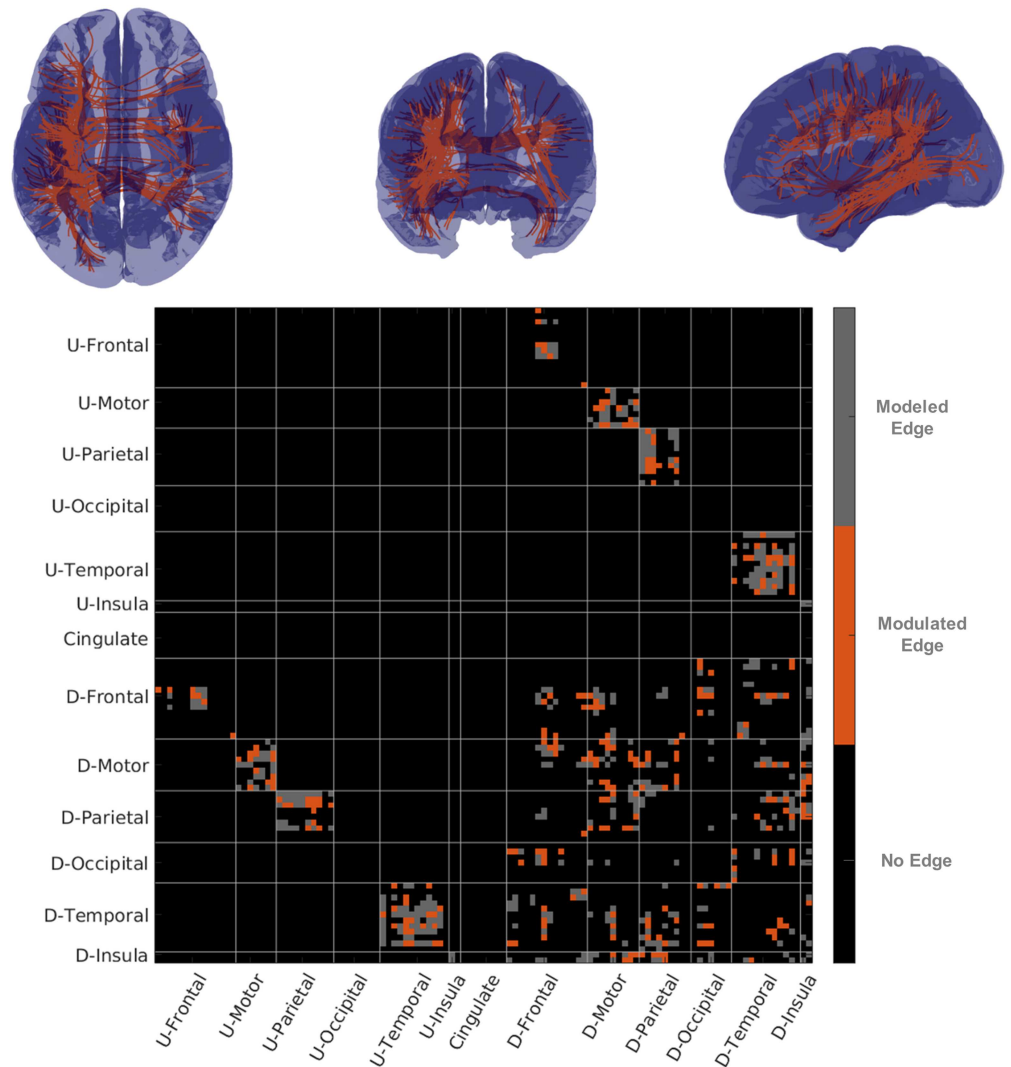 U-Frontal
U-Motor
U-Parietal
U-Occipital
U-Temporal
U-Insula
Cingulate
D-Frontal
D-Motor
D-Parietal
D-Occipital
D-Temporal
D-Insula
U-Frontal
U-Motor
U-Parietal
U-Occipital
U-Temporal
U-Insula
Cingulate
D-Frontal
D-Motor
D-Parietal
D-Occipital
D-Temporal
D-Insula
Modeled
Edge
Modulated
Edge
No Edge